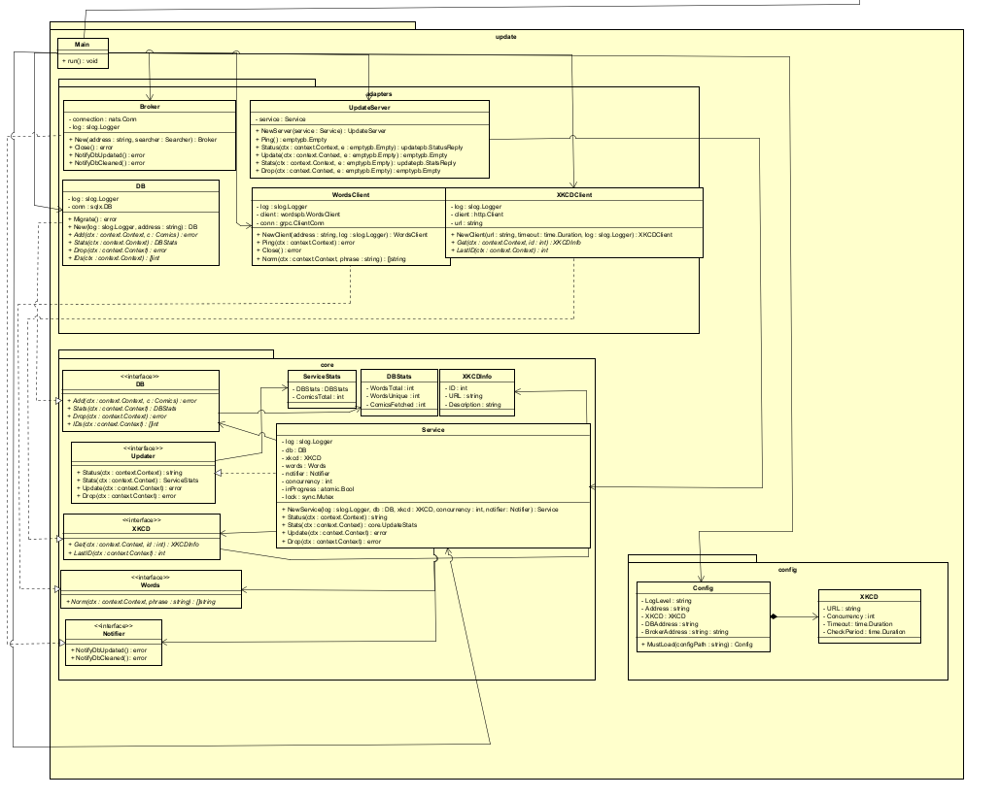 update
Main
+ run() : void
adapters
Broker
- connection : nats.Conn
- log : slog.Logger
+ New(address : string, searcher : Searcher) : Broker
+ Close() : error
+ NotifyDbUpdated() : error
+ NotifyDbCleaned() : error
UpdateServer
- service : Service
+ NewServer(service : Service) : UpdateServer
+ Ping() : emptypb.Empty
+ Status(ctx : context.Context, e : emptypb.Empty) : updatepb.StatusReply
+ Update(ctx : context.Context, e : emptypb.Empty) : emptypb.Empty
+ Stats(ctx : context.Context, e : emptypb.Empty) : updatepb.StatsReply
+ Drop(ctx : context.Context, e : emptypb.Empty) : emptypb.Empty
DB
- log : slog.Logger
- conn : sqlx.DB
+ Migrate() : error
+ New(log : slog.Logger, address : string) : DB
+ Add(ctx : context.Context, c : Comics) : error
+ Stats(ctx : context.Context) : DBStats
+ Drop(ctx : context.Context) : error
+ IDs(ctx : context.Context) : []int
WordsClient
- log : slog.Logger
- client : wordspb.WordsClient
- conn : grpc.ClientConn
+ NewClient(address : string, log : slog.Logger) : WordsClient
+ Ping(ctx : context.Context) : error
+ Close() : error
+ Norm(ctx : context.Context, phrase : string) : []string
XKCDClient
- log : slog.Logger
- client : http.Client
- url : string
+ NewClient(url : string, timeout : time.Duration, log : slog.Logger) : XKCDClient
+ Get(ctx : context.Context, id : int) : XKCDInfo
+ LastID(ctx : context.Context) : int
core
<<interface>>
DB
+ Add(ctx : context.Context, c : Comics) : error
+ Stats(ctx : context.Context) : DBStats
+ Drop(ctx : context.Context) : error
+ IDs(ctx : context.Context) : []int
ServiceStats
- DBStats : DBStats
- ComicsTotal : int
DBStats
- WordsTotal : int
- WordsUnique : int
- ComicsFetched : int
XKCDInfo
- ID : int
- URL : string
- Description : string
<<interface>>
Updater
+ Status(ctx : context.Context) : string
+ Stats(ctx : context.Context) : ServiceStats
+ Update(ctx : context.Context) : error
+ Drop(ctx : context.Context) : error
Service
- log : slog.Logger
- db : DB
- xkcd : XKCD
- words : Words
- notifier : Notifier
- concurrency : int
- inProgress : atomic.Bool
- lock : sync.Mutex
+ NewService(log : slog.Logger, db : DB, xkcd : XKCD, concurrency : int, notifier : Notifier) : Service
+ Status(ctx : context.Context) : string
+ Stats(ctx : context.Context) : core.UpdateStats
+ Update(ctx : context.Context) : error
+ Drop(ctx : context.Context) : error
<<interface>>
XKCD
+ Get(ctx : context.Context, id : int) : XKCDInfo
+ LastID(ctx : context.Context) : int
<<interface>>
Words
+ Norm(ctx : context.Context, phrase : string) : []string
<<interface>>
Notifier
+ NotifyDbUpdated() : error
+ NotifyDbCleaned() : error
config
Config
- LogLevel : string
- Address : string
- XKCD : XKCD
- DBAddress : string
- BrokerAddress : string : string
+ MustLoad(configPath : string) : Config
XKCD
- URL : string
- Concurrency : int
- Timeout : time.Duration
- CheckPeriod : time.Duration